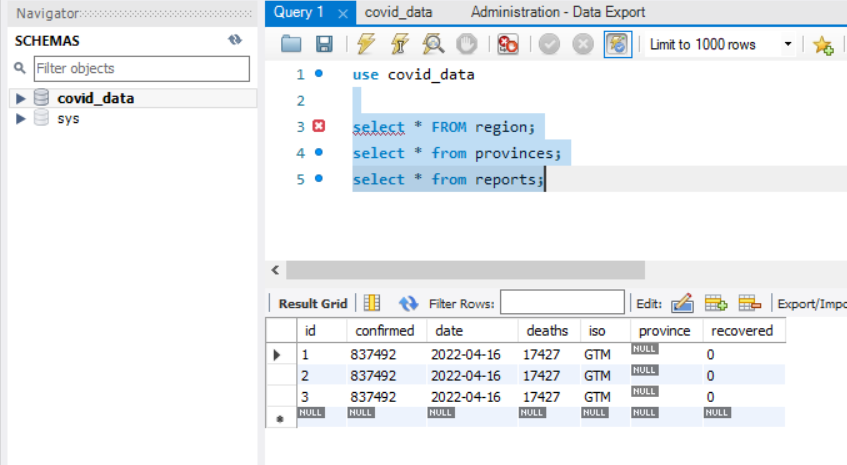 Navigator
Query 1 × covid_data Administration - Data Export
SCHEMAS
Limit to 1000 rows
Filter objects
covid_data
sys
1 use covid_data
2
3 select * FROM region;
4 select * from provinces;
5 select * from reports;
Result Grid Filter Rows: Edit: Export/Impo
id confirmed date deaths iso province recovered
1 837492 2022-04-16 17427 GTM NULL 0
2 837492 2022-04-16 17427 GTM NULL 0
3 837492 2022-04-16 17427 GTM NULL 0
NULL NULL NULL NULL NULL NULL NULL